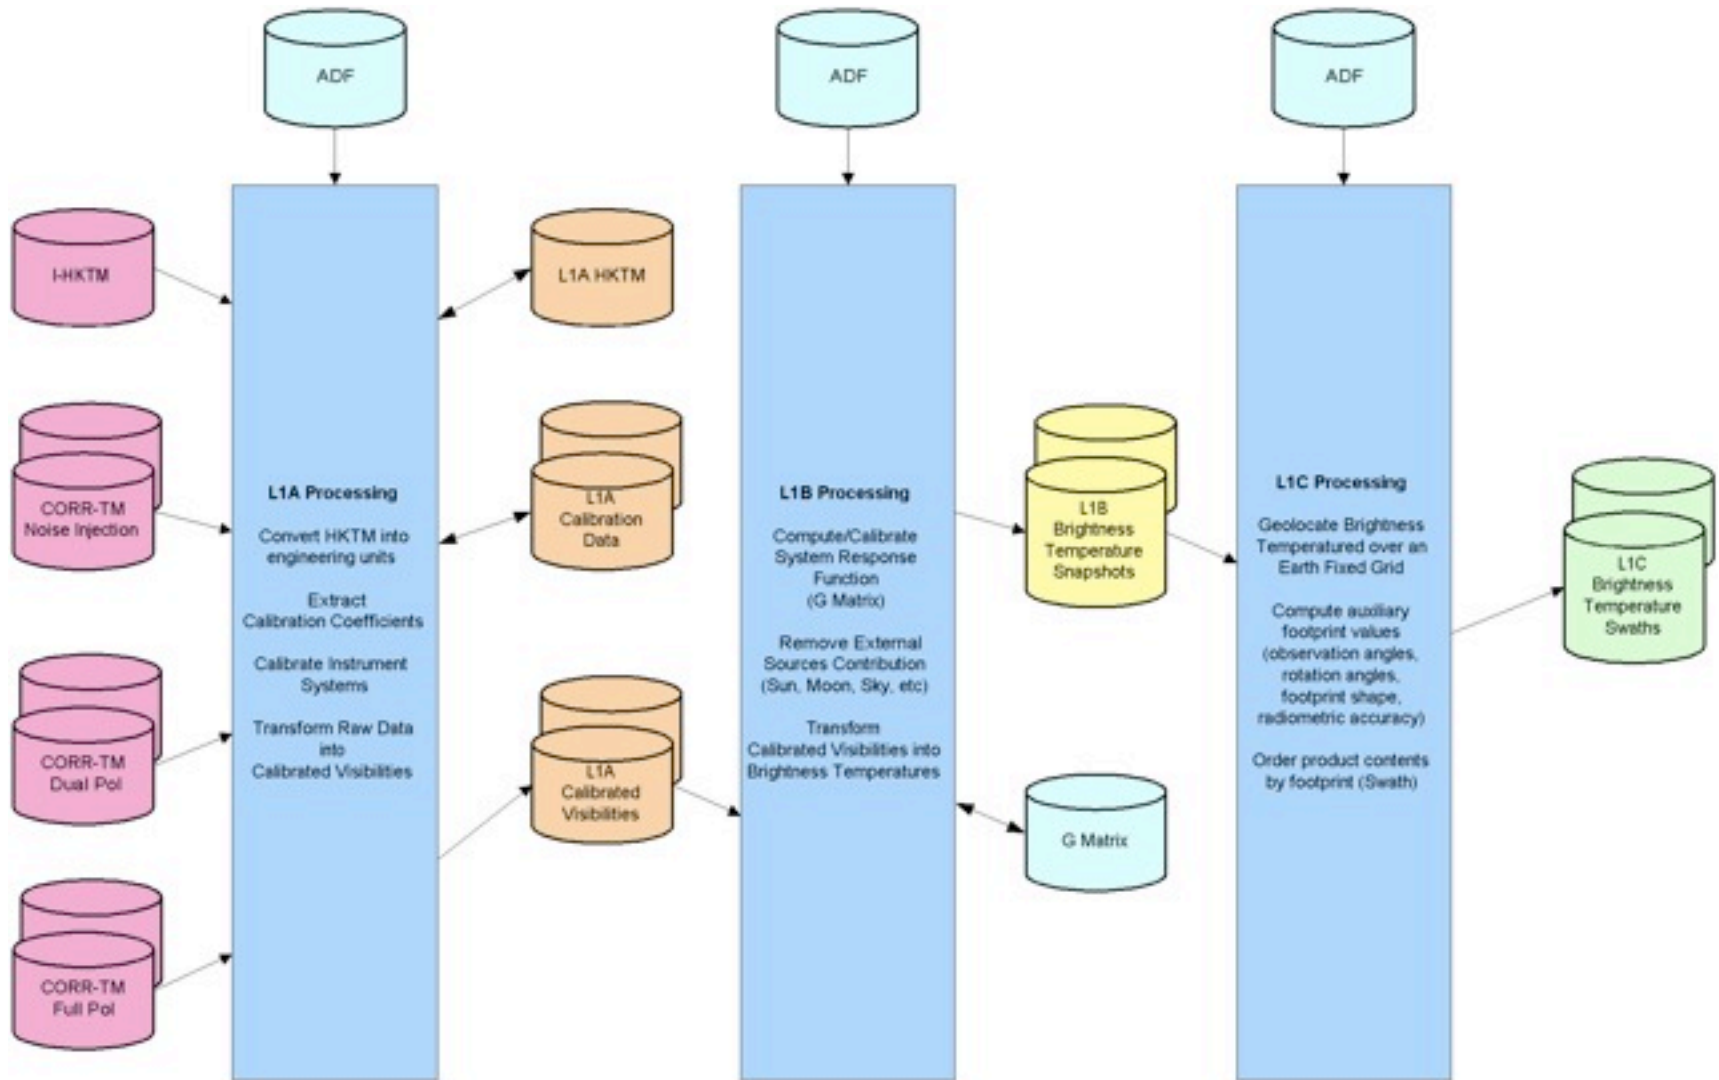 ADF
ADF
ADF
I-HKTM
CORR-TM
Noise Injection
CORR-TM
Dual Pol
CORR-TM
Full Pol
L1A Processing
Convert HKTM into
engineering units
Extract
Calibration Coefficients
Calibrate Instrument
Systems
Transform Raw Data
into
Calibrated Visibilities
L1A HKTM
L1A
Calibration
Data
L1A
Calibrated
Visibilities
L1B Processing
Compute/Calibrate
System Response
Function
(G Matrix)
Remove External
Sources Contribution
(Sun, Moon, Sky, etc)
Transform
Calibrated Visibilities into
Brightness Temperatures
L1B
Brightness
Temperature
Snapshots
G Matrix
L1C Processing
Geolocate Brightness
Temperatured over an
Earth Fixed Grid
Compute auxiliary
footprint values
(observation angles,
rotation angles,
footprint shape,
radiometric accuracy)
Order product contents
by footprint (Swath)
L1C
Brightness
Temperature
Swaths